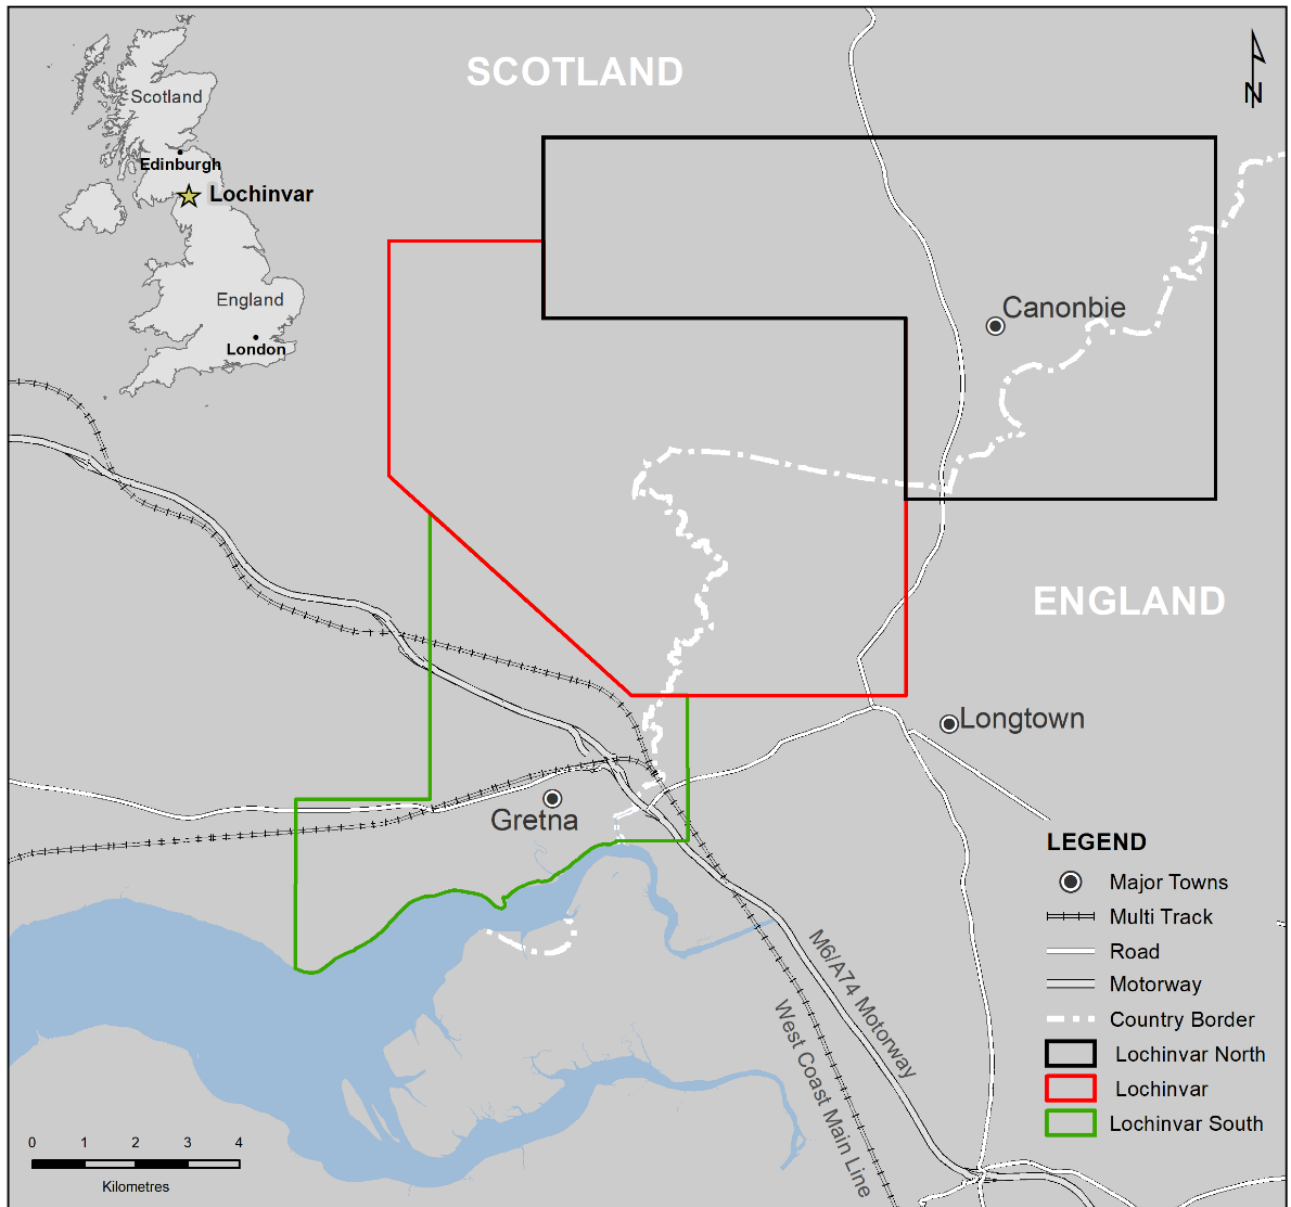 SCOTLAND
N
Scotland
Edinburgh
Lochinvar
England
London
Canonbie
ENGLAND
Longtown
Gretna
M6/A74 Motorway
West Coast Main Line
LEGEND
Major Towns
Multi Track
Road
Motorway
Country Border
Lochinvar North
Lochinvar
Lochinvar South
0 1 2 3 4
Kilometres